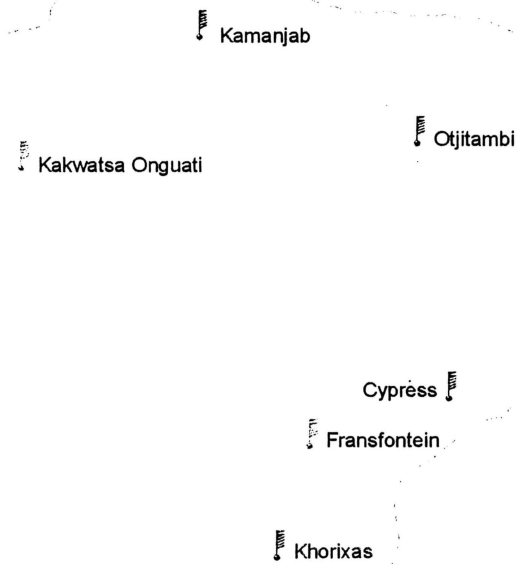 Kamanjab
Otjitambi
Kakwatsa Onguati
Cypress
Fransfontein
Khorixas